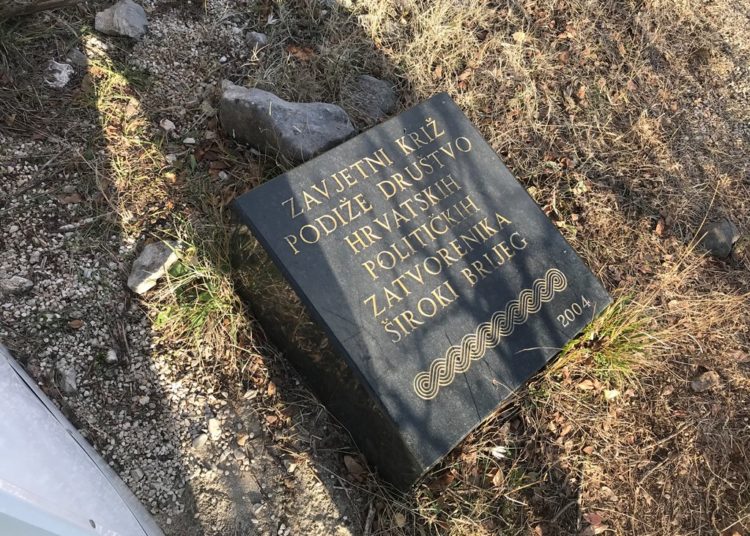 ZAVJETNI KRIŽ
PODIŽE DRUŠTVO
HRVATSKIH
POLITIČKIH
ZATVORENIKA
ŠIROKI BRIJEG
2004.